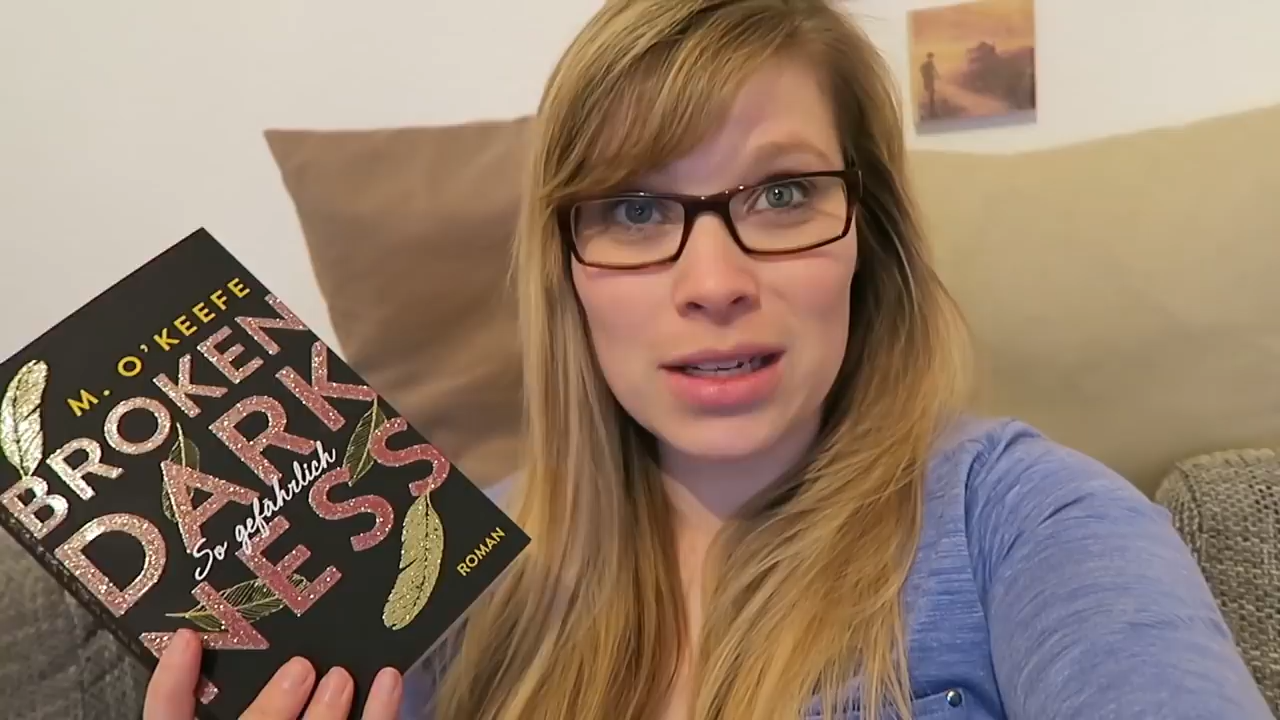 M. O'KEEFE
BROKEN
DARK
NESS
So gefährlich
ROMAN